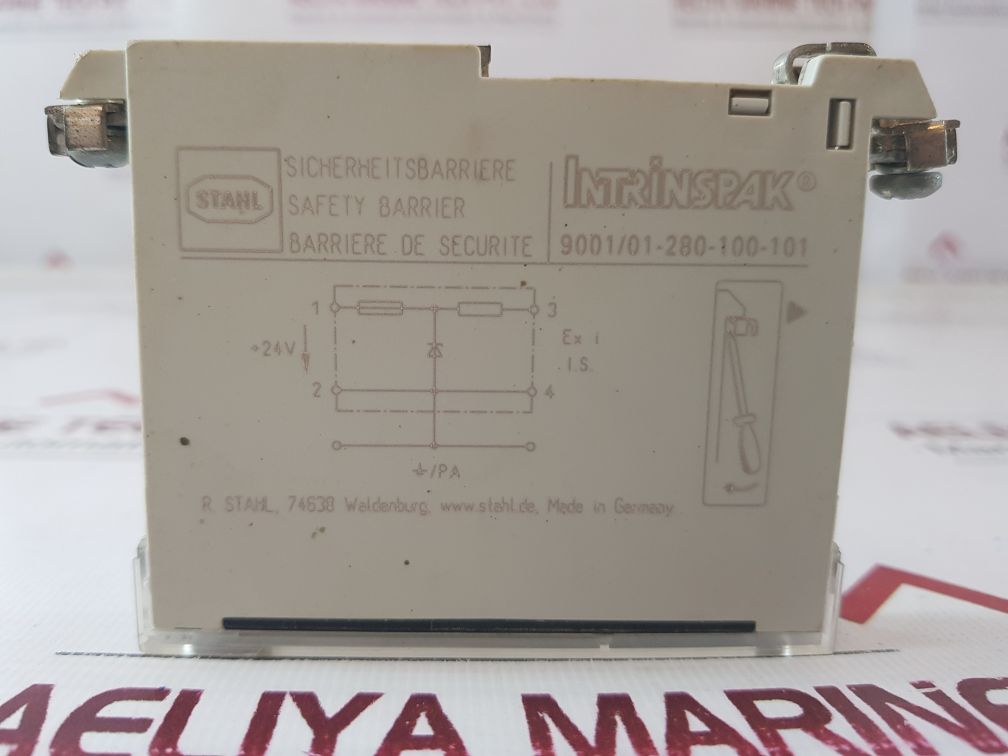 STAHL
SICHERHEITSBARRIERE
SAFETY BARRIER
BARRIERE DE SECURITE
INTRINSPAK®
9001/01-280-100-101
1
3
+24V
Ex i
I.S.
2
4
/PA
R. STAHL, 74638 Waldenburg, www.stahl.de, Made in Germany
AELIYA MARINE